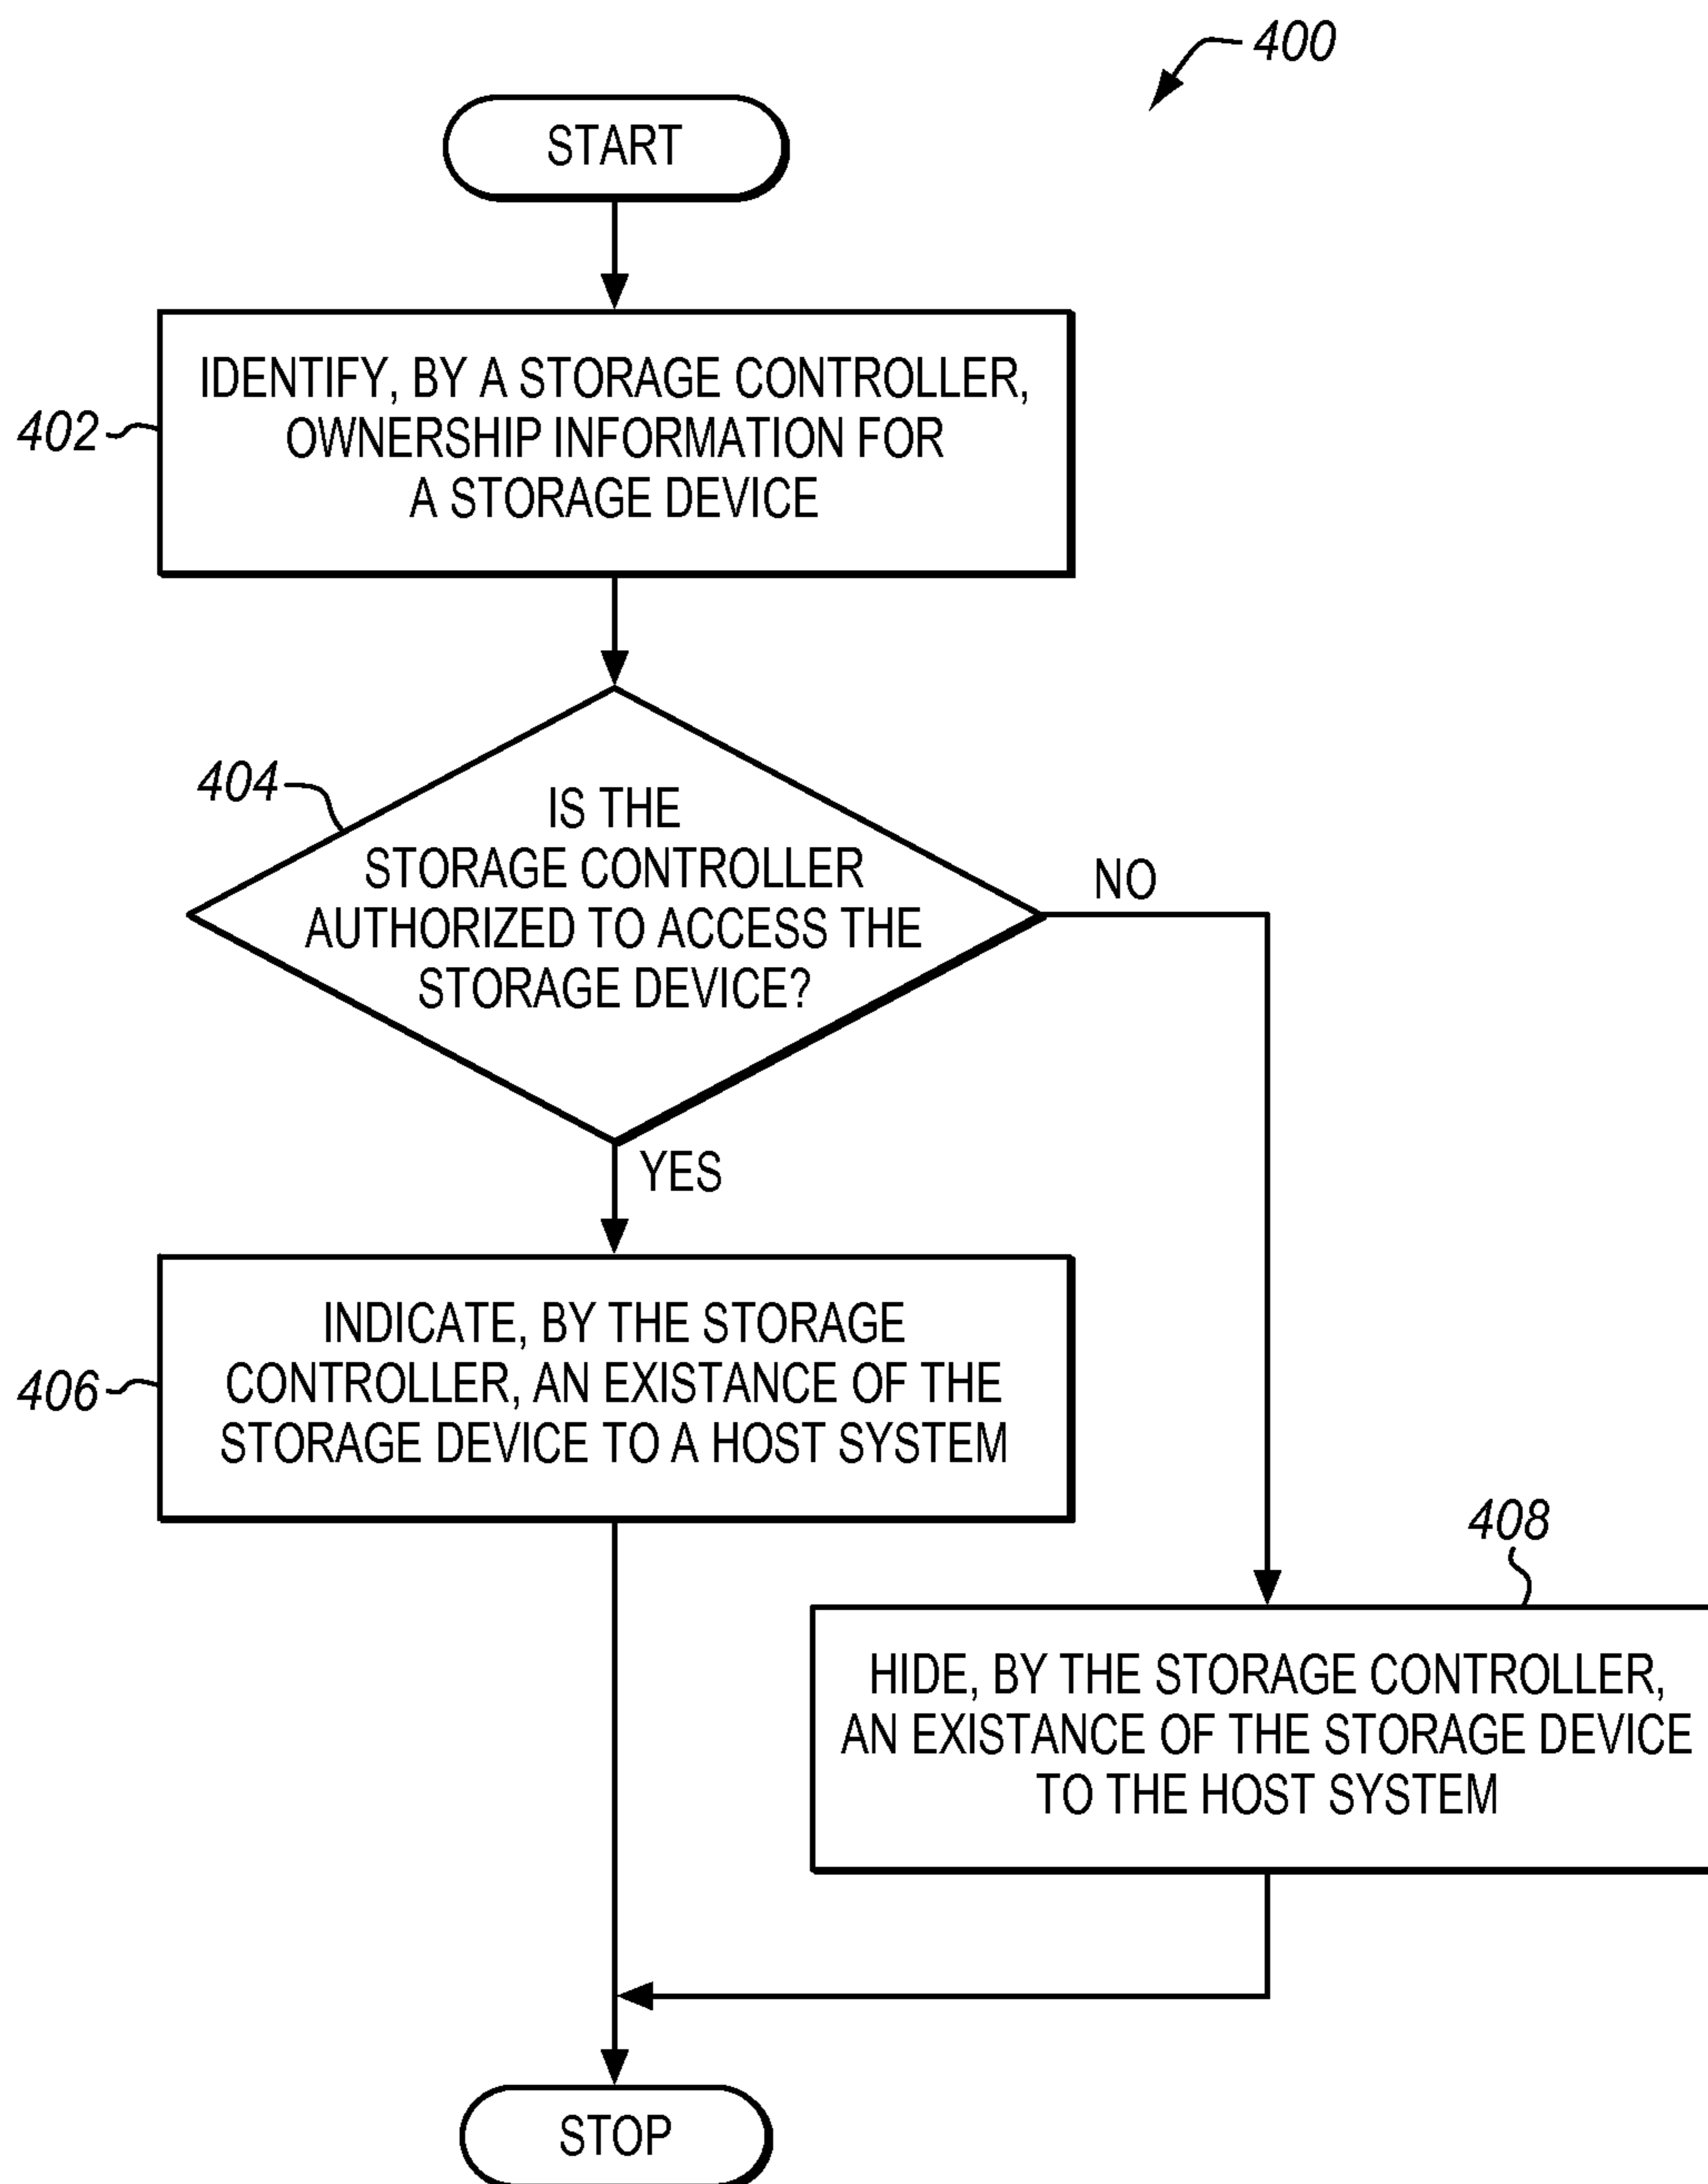 400
START
402
IDENTIFY, BY A STORAGE CONTROLLER,
OWNERSHIP INFORMATION FOR
A STORAGE DEVICE
404
IS THE
STORAGE CONTROLLER
AUTHORIZED TO ACCESS THE
STORAGE DEVICE?
NO
YES
406
INDICATE, BY THE STORAGE
CONTROLLER, AN EXISTANCE OF THE
STORAGE DEVICE TO A HOST SYSTEM
408
HIDE, BY THE STORAGE CONTROLLER,
AN EXISTANCE OF THE STORAGE DEVICE
TO THE HOST SYSTEM
STOP